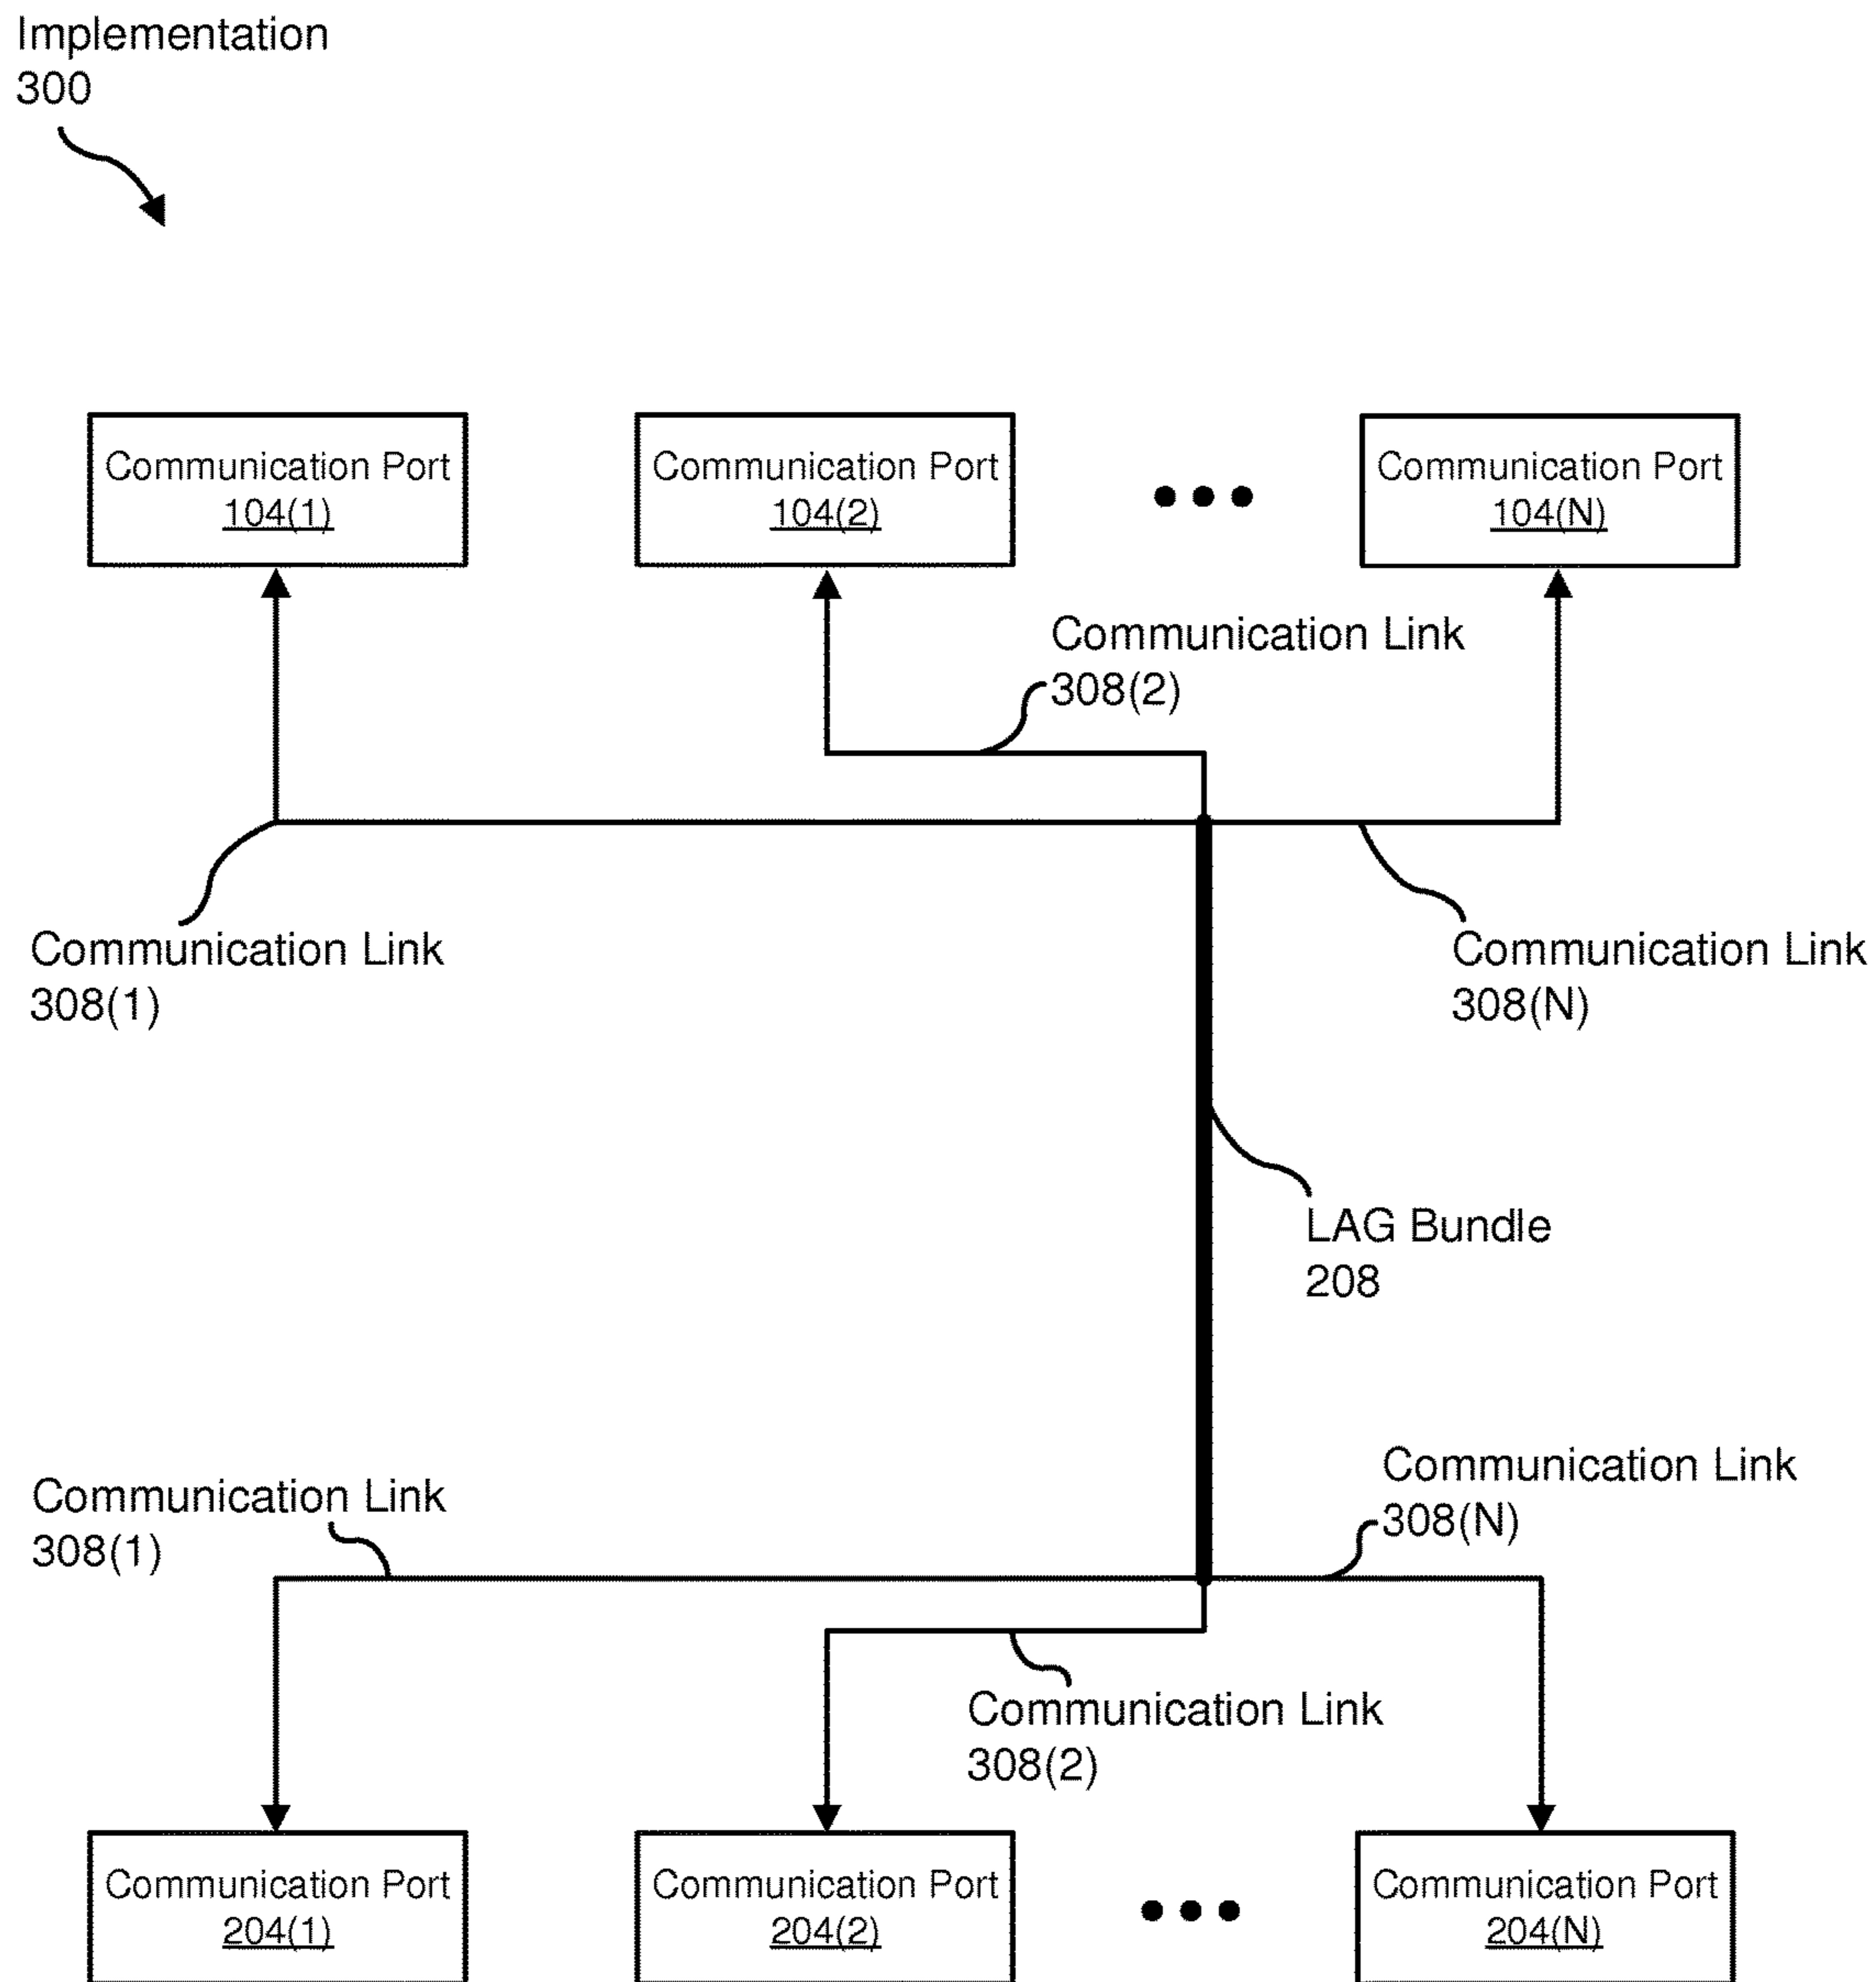 Implementation
300
Communication Port
104(1)
Communication Port
104(2)
Communication Port
104(N)
Communication Link
308(2)
Communication Link
308(1)
Communication Link
308(N)
LAG Bundle
208
Communication Link
308(N)
Communication Link
308(1)
Communication Link
308(2)
Communication Port
204(1)
Communication Port
204(2)
Communication Port
204(N)